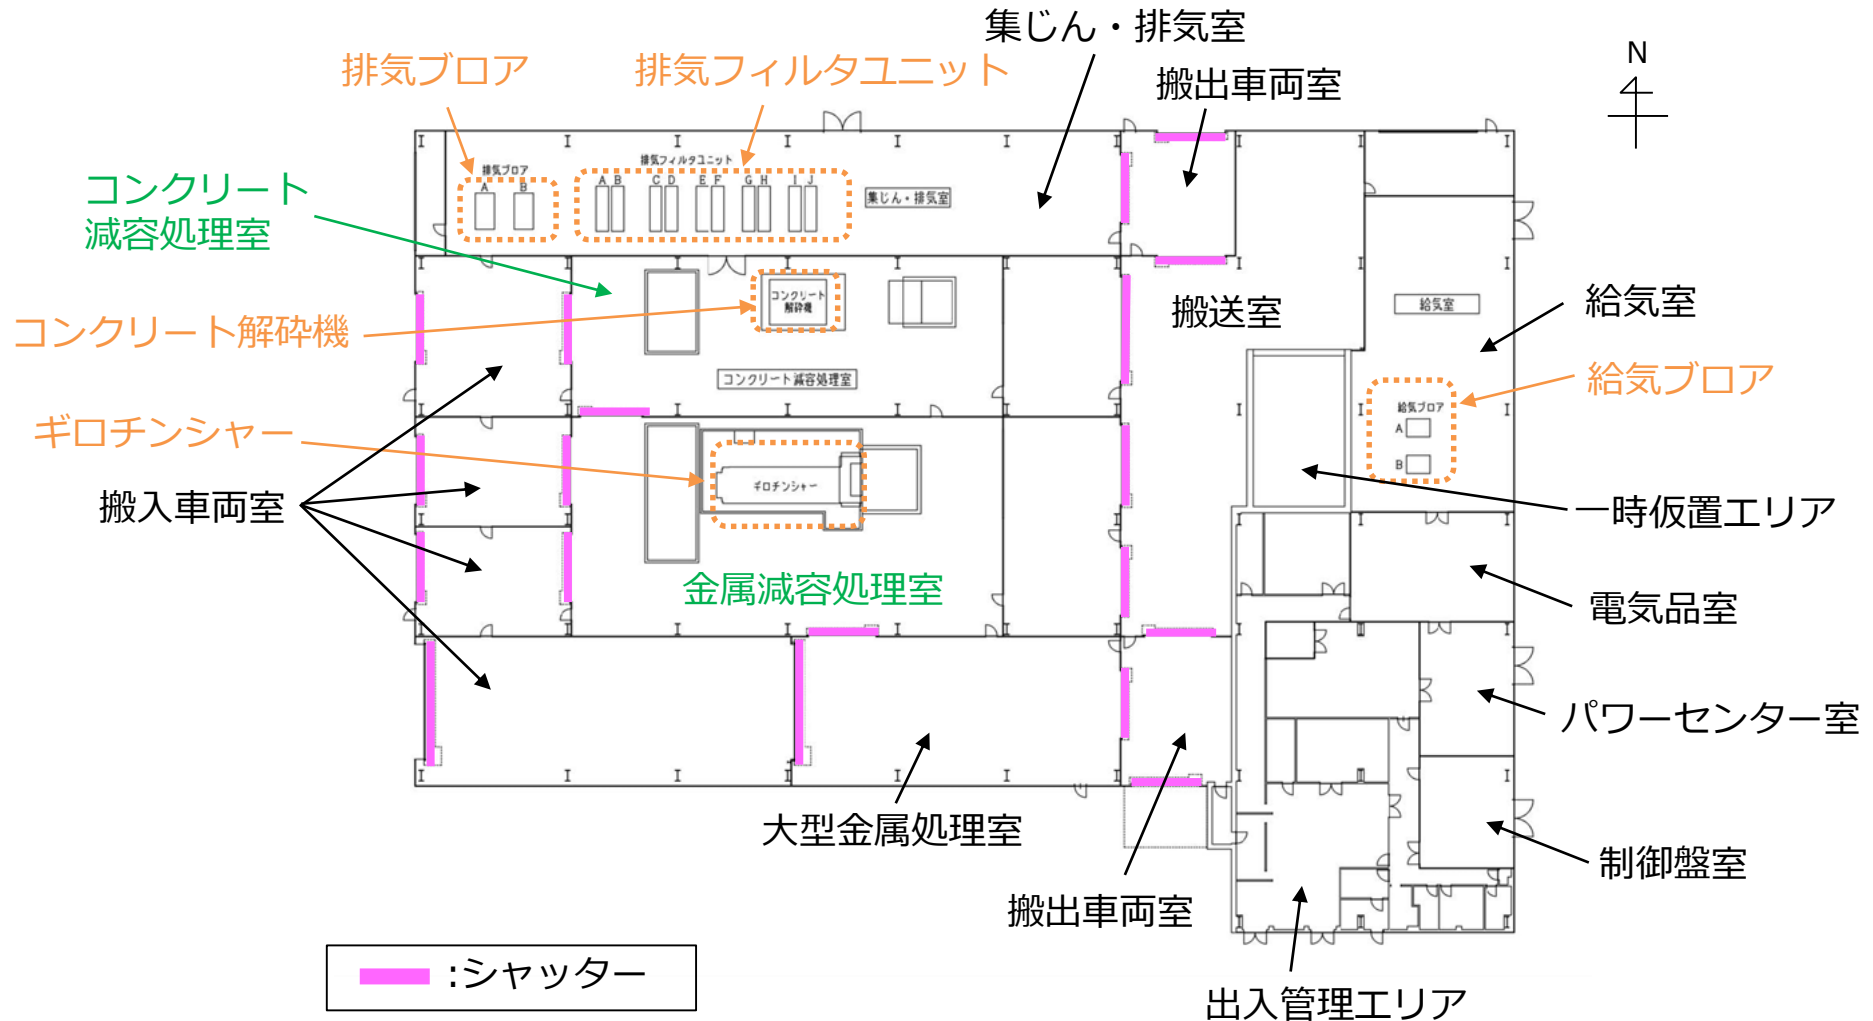 集じん・排気室
N
排気ブロア
排気フィルタユニット
搬出車両室
排気フィルタユニット
排気ブロア
A B
A B C D E F G H I J
集じん・排気室
コンクリート
減容処理室
コンクリート
解砕機
搬送室
給気室
給気室
コンクリート解砕機
コンクリート減容処理室
給気ブロア
給気ブロア
A
B
ギロチンシャー
ギロチンシャー
搬入車両室
一時仮置エリア
金属減容処理室
電気品室
パワーセンター室
大型金属処理室
制御盤室
搬出車両室
:シャッター
出入管理エリア